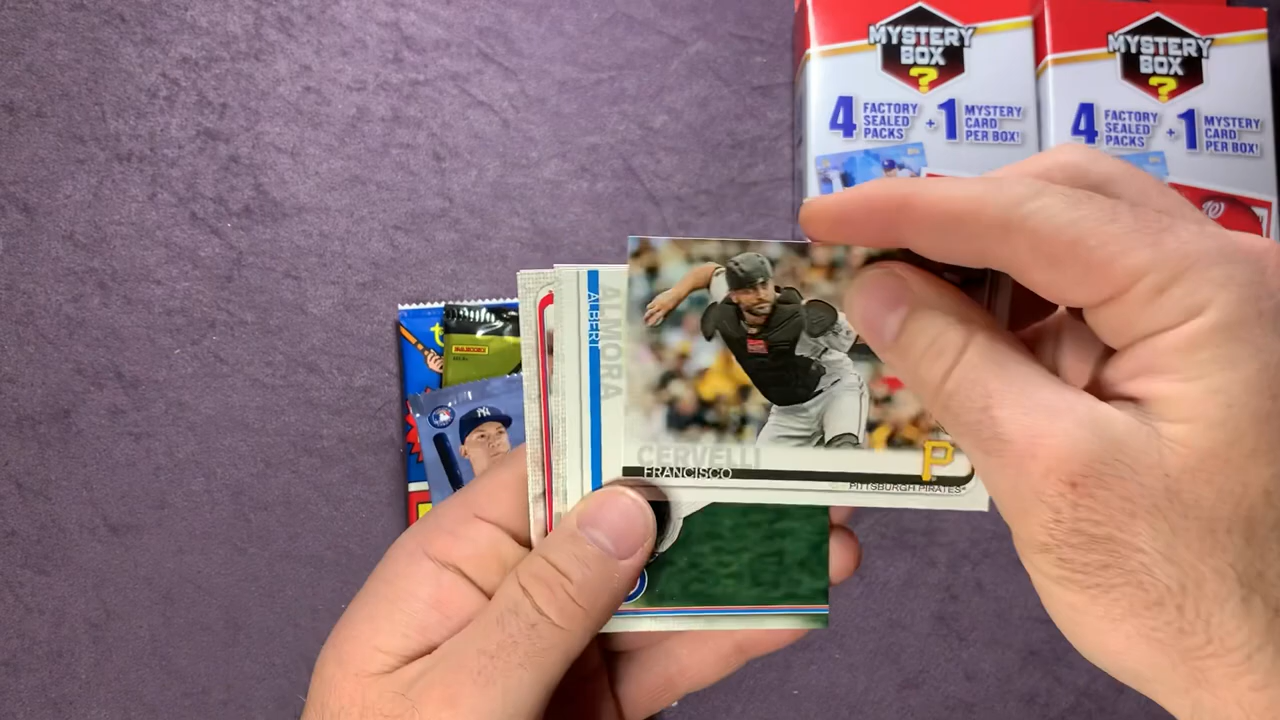 MYSTERY
BOX
?
4 FACTORY
SEALED
PACKS
+1 MYSTERY
CARD
PER BOX!
MYSTERY
BOX
?
4 FACTORY
SEALED
PACKS
+1 MYSTERY
CARD
PER BOX!
W
ALBERT
ALMORA
CERVELLI
FRANCISCO
P
PITTSBURGH PIRATES
PANINI
NY